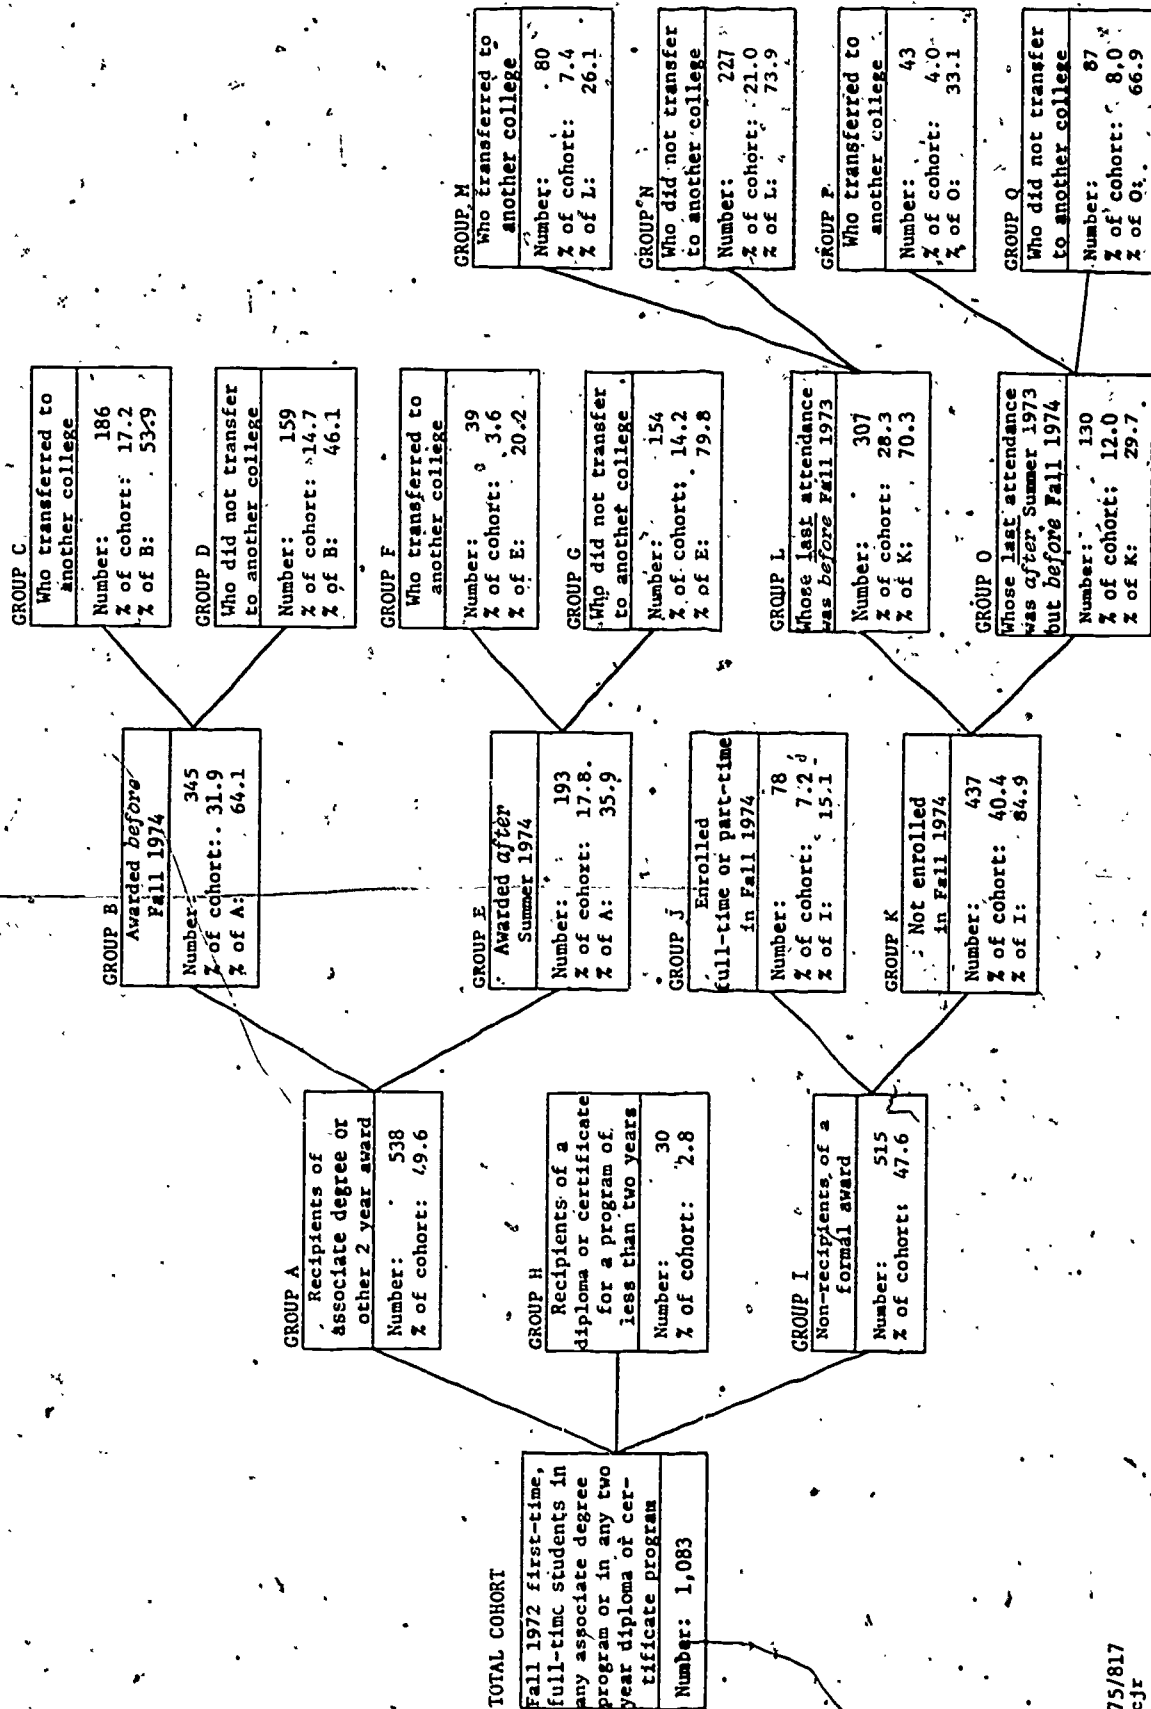 TOTAL COHORT
Fall 1972 first-time,
full-time students in
any associate degree
program or in any two
year diploma or cer-
tificate program
Number: 1,083
GROUP A
Recipients of
associate degree or
other 2 year award
Number: 538
% of cohort: 49.6
GROUP H
Recipients of a
diploma or certificate
for a program of
less than two years
Number: 30
% of cohort: 2.8
GROUP I
Non-recipients of a
formal award
Number: 515
% of cohort: 47.6
GROUP B
Awarded before
Fall 1974
Number: 345
% of cohort: 31.9
% of A: 64.1
GROUP E
Awarded after
Summer 1974
Number: 193
% of cohort: 17.8
% of A: 35.9
GROUP J
Enrolled
full-time or part-time
in Fall 1974
Number: 78
% of cohort: 7.2
% of I: 15.1
GROUP K
Not enrolled
in Fall 1974
Number: 437
% of cohort: 40.4
% of I: 84.9
GROUP C
Who transferred to
another college
Number: 186
% of cohort: 17.2
% of B: 53.9
GROUP D
Who did not transfer
to another college
Number: 159
% of cohort: 14.7
% of B: 46.1
GROUP F
Who transferred to
another college
Number: 39
% of cohort: 3.6
% of E: 20.2
GROUP G
Who did not transfer
to another college
Number: 154
% of cohort: 14.2
% of E: 79.8
GROUP L
Whose last attendance
was before Fall 1973
Number: 307
% of cohort: 28.3
% of K: 70.3
GROUP O
Whose last attendance
was after Summer 1973
but before Fall 1974
Number: 130
% of cohort: 12.0
% of K: 29.7
GROUP M
Who transferred to
another college
Number: 80
% of cohort: 7.4
% of L: 26.1
GROUP N
Who did not transfer
to another college
Number: 227
% of cohort: 21.0
% of L: 73.9
GROUP P
Who transferred to
another college
Number: 43
% of cohort: 4.0
% of O: 33.1
GROUP Q
Who did not transfer
to another college
Number: 87
% of cohort: 8.0
% of O: 66.9
75/817
cjr